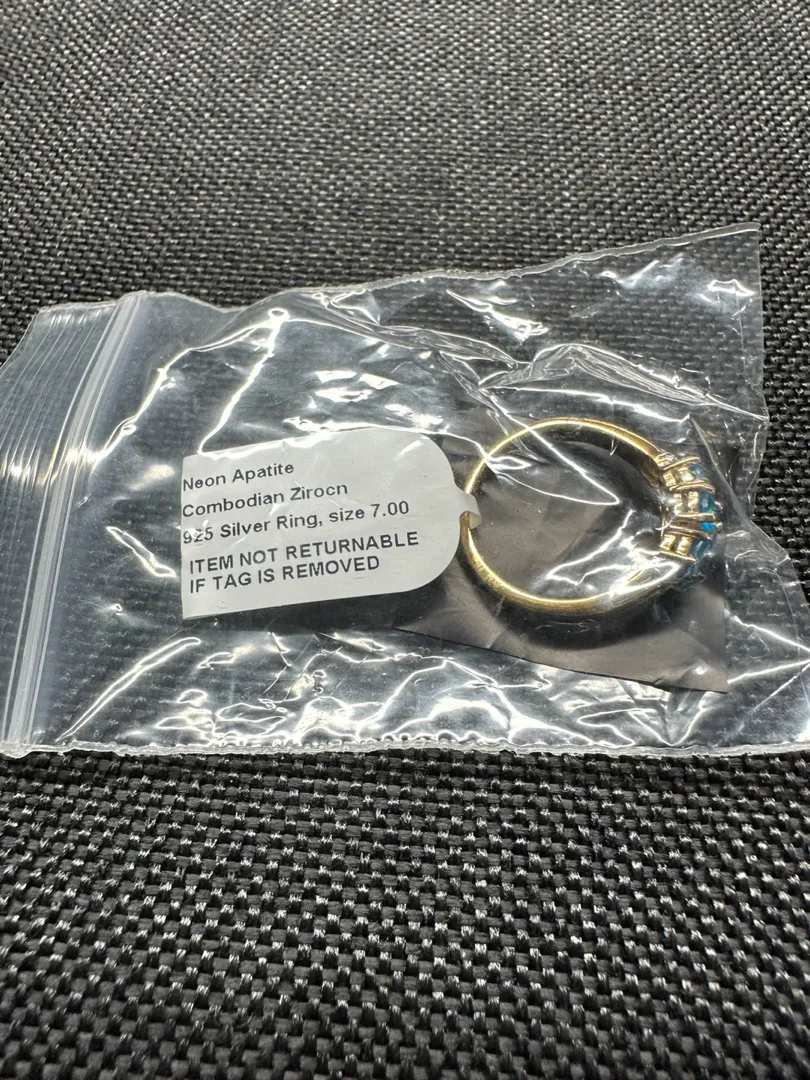 Neon Apatite
Combodian Zirocn
925 Silver Ring, size 7.00
ITEM NOT RETURNABLE
IF TAG IS REMOVED